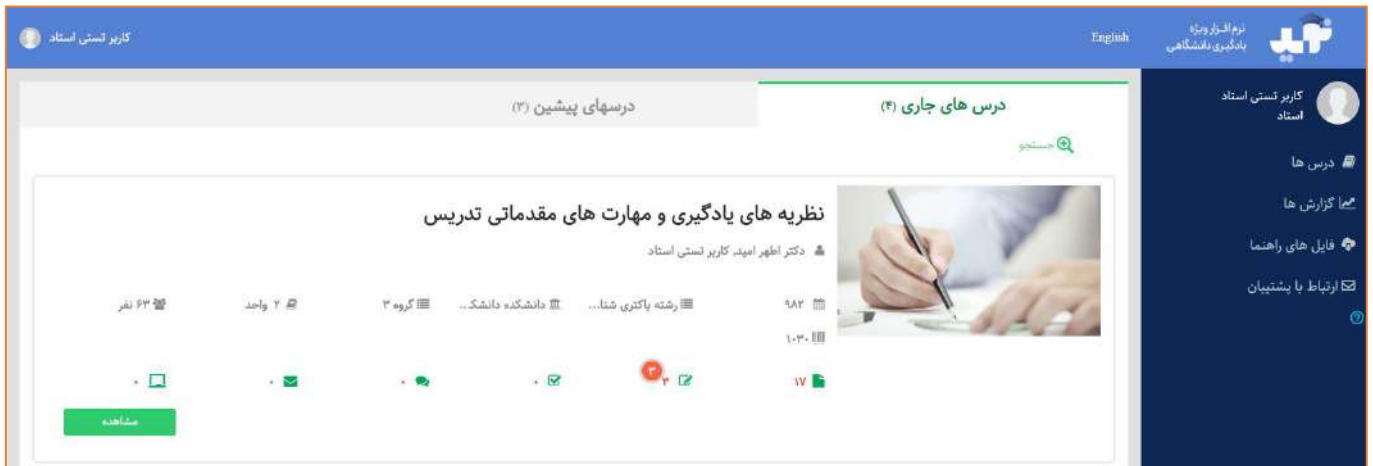 نرم افزار ویژه
یادگیری دانشگاهی
نوید
English
کاربر تستی استاد
کاربر تستی استاد
استاد
درس ها
گزارش ها
فایل های راهنما
ارتباط با پشتیبان
درس های جاری (۴)
درسهای پیشین (۳)
جستجو
نظریه های یادگیری و مهارت های مقدماتی تدریس
دکتر اطهر امید, کاربر تستی استاد
۹۸۲ رشته باکتری شنا... دانشکده دانشک... گروه ۳ ۲ واحد ۶۳ نفر
۱۰۳۰
۱۷ ۳ ۳ ۰ ۰ ۰ ۰
مشاهده